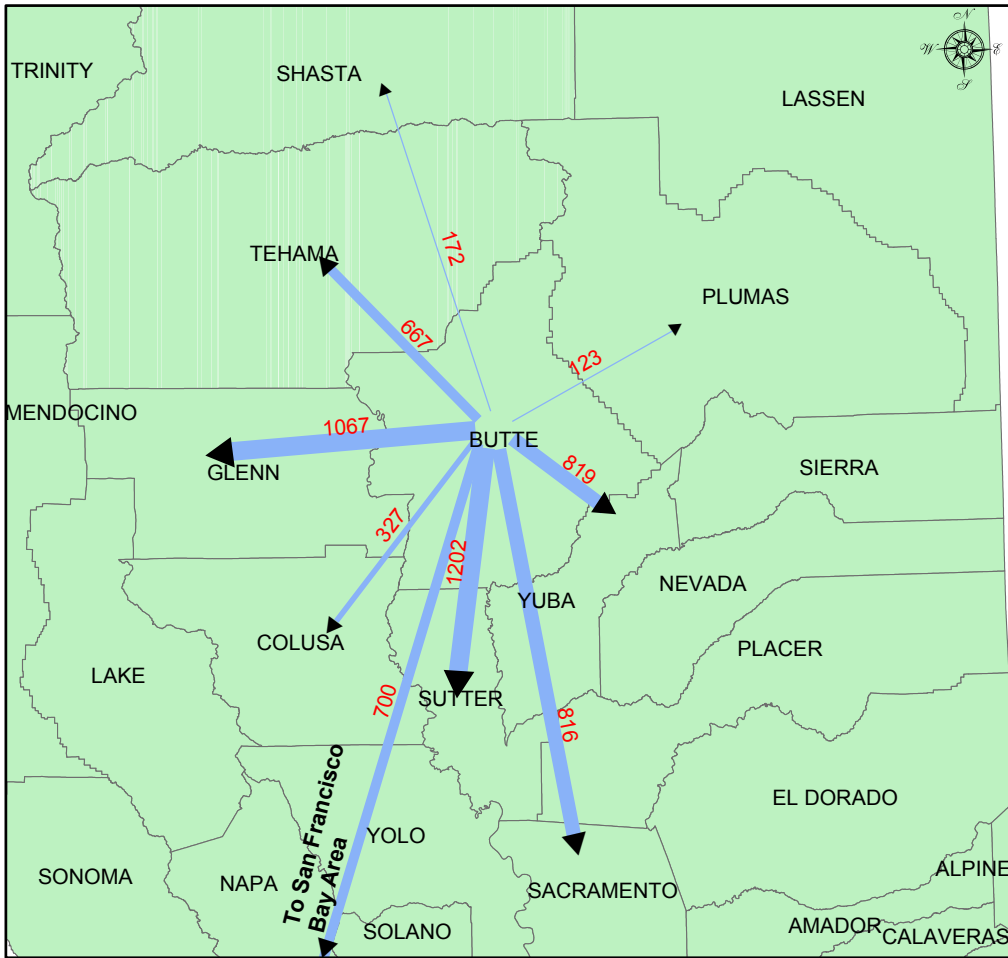 N
W
E
S
TRINITY
SHASTA
LASSEN
TEHAMA
172
PLUMAS
667
123
MENDOCINO
1067
BUTTE
GLENN
819
SIERRA
327
1202
NEVADA
YUBA
COLUSA
PLACER
LAKE
700
SUTTER
816
EL DORADO
To San Francisco
Bay Area
YOLO
SONOMA
NAPA
SACRAMENTO
ALPINE
SOLANO
AMADOR
CALAVERAS